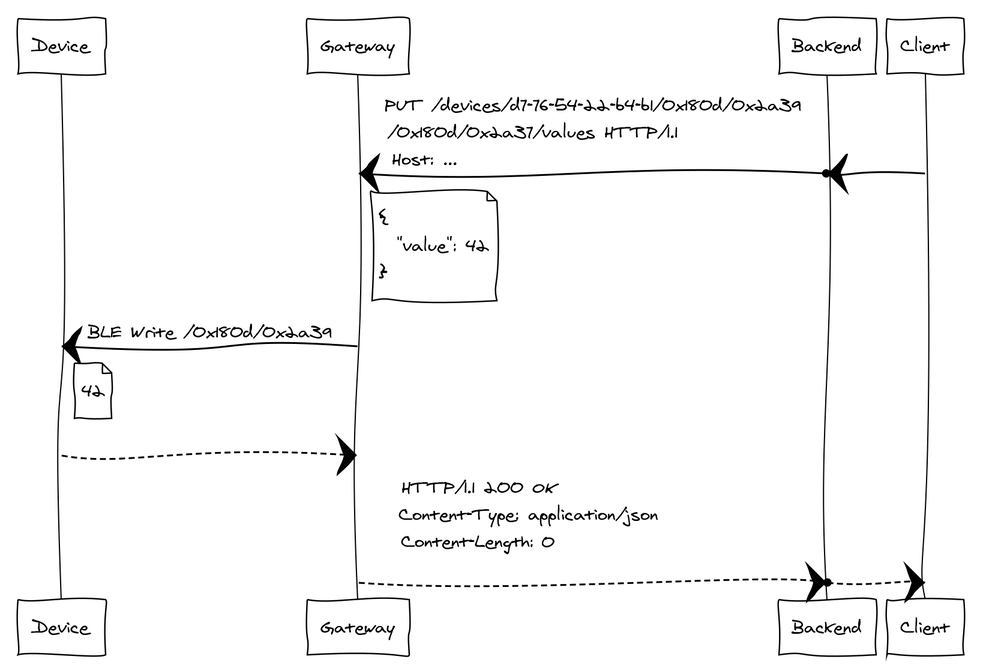 Device
Gateway
Backend
Client
PUT /devices/d7-76-54-22-b4-b1/0x180d/0x2a39
/0x180d/0x2a37/values HTTP/1.1
Host: ...
{
"value": 42
}
BLE Write /0x180d/0x2a39
42
HTTP/1.1 200 OK
Content-Type: application/json
Content-Length: 0
Device
Gateway
Backend
Client